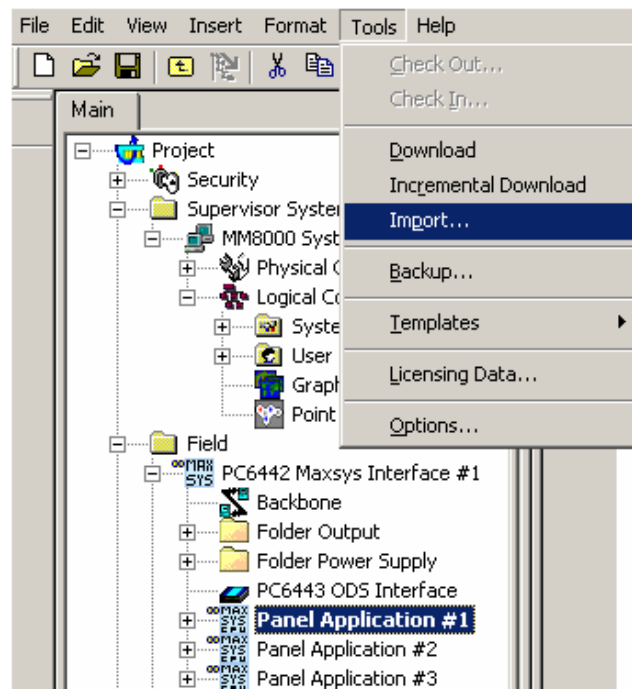 File Edit View Insert Format Tools Help
Check Out...
Check In...
Download
Incremental Download
Import...
Backup...
Templates
Licensing Data...
Options...
Main
Project
Security
Supervisor System
MM8000 Syst
Physical C
Logical Co
Syste
User
Graph
Point
Field
MAX SYS PC6442 Maxsys Interface #1
Backbone
Folder Output
Folder Power Supply
PC6443 ODS Interface
MAX SYS CPU Panel Application #1
MAX SYS CPU Panel Application #2
MAX SYS Panel Application #3